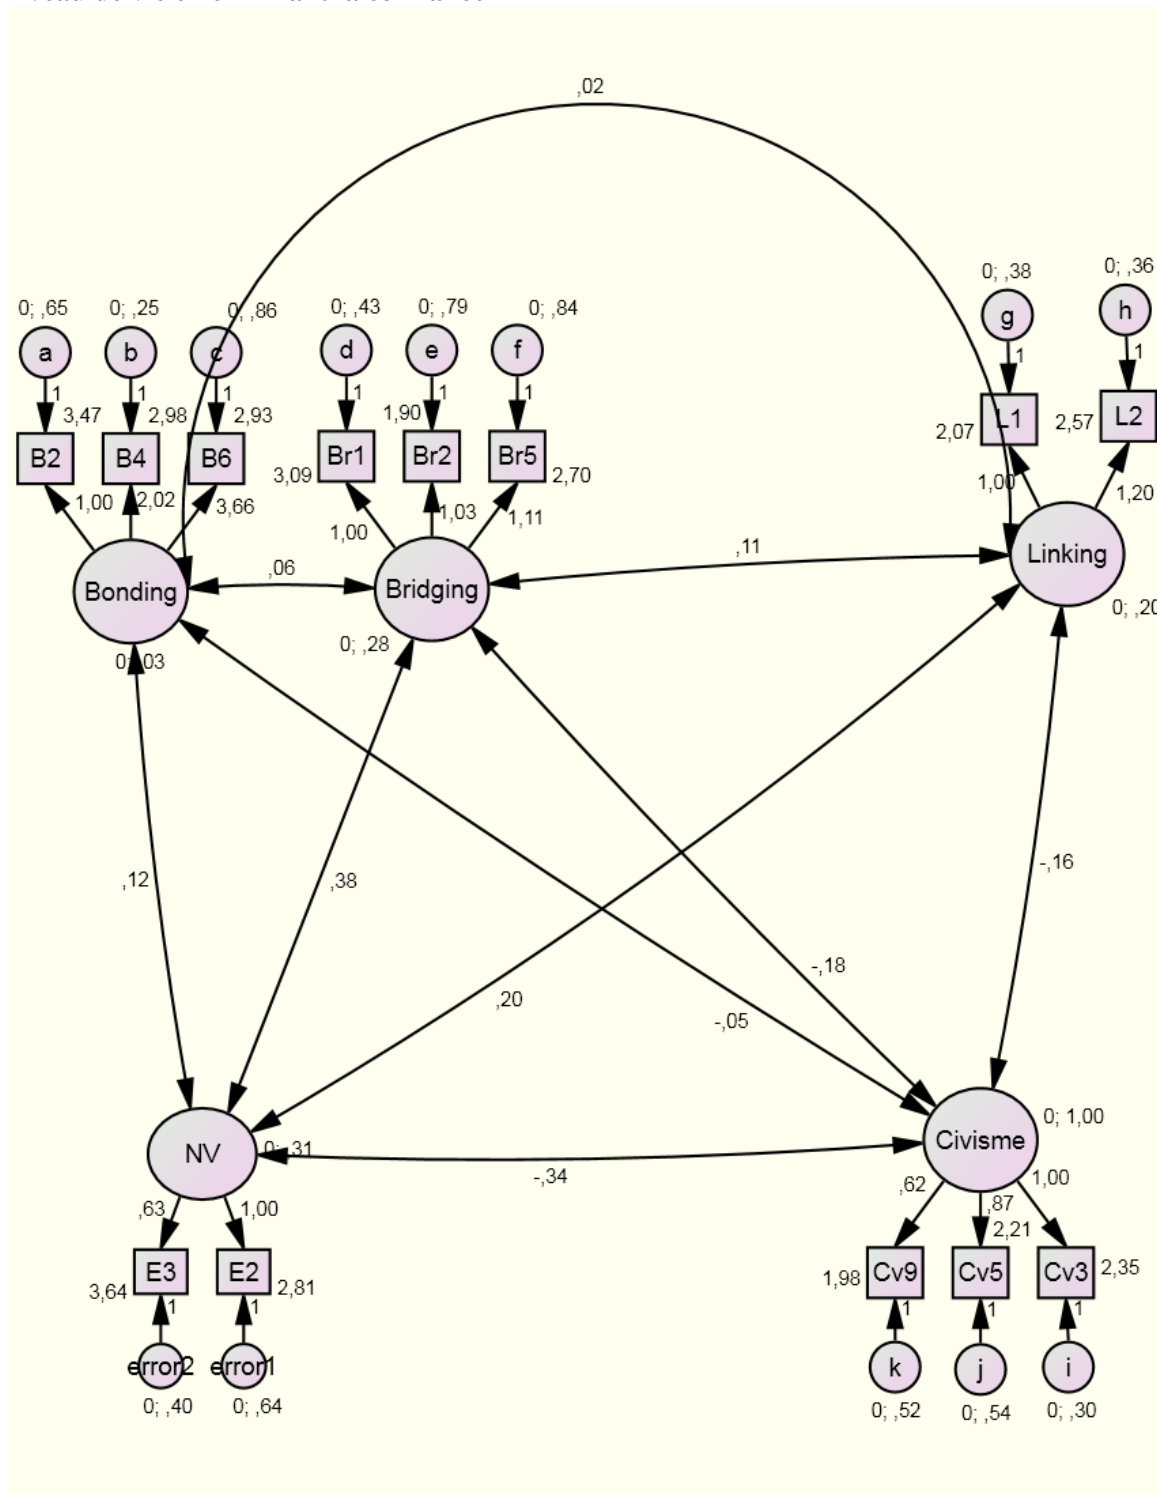 ,02
0; ,38
0; ,36
g
h
1
1
0; ,65
0; ,25
0; ,86
0; ,43
0; ,79
0; ,84
a
b
c
d
e
f
1
1
1
1
1
1
3,47
2,98
2,93
1,90
2,07
L1
2,57
L2
B2
B4
B6
3,09
Br1
Br2
Br5
2,70
1,00
2,02
3,66
1,00
1,03
1,11
1,00
1,20
Bonding
,06
Bridging
,11
Linking
0; ,03
0; ,28
0; ,20
,12
,38
-,16
,20
-,18
-,05
NV
0; ,31
-,34
Civisme
0; 1,00
,63
1,00
,62
,87
1,00
3,64
E3
E2
2,81
1,98
Cv9
2,21
Cv5
Cv3
2,35
1
1
1
1
1
error2
error1
k
j
i
0; ,40
0; ,64
0; ,52
0; ,54
0; ,30